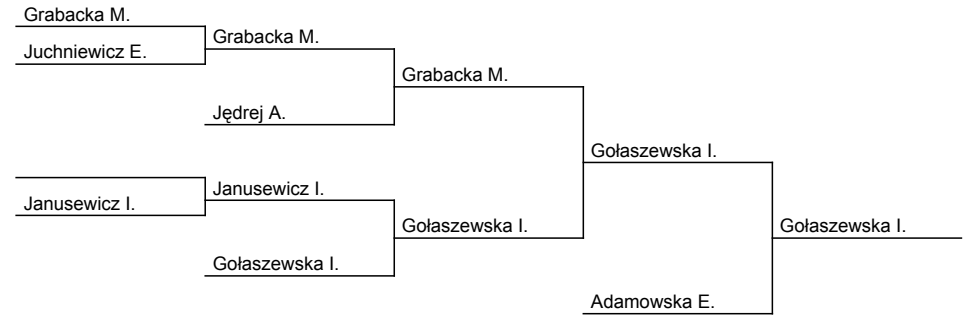 Grabacka M.
Grabacka M.
Juchniewicz E.
Grabacka M.
Jędrej A.
Gołaszewska I.
Janusewicz I.
Janusewicz I.
Gołaszewska I.
Gołaszewska I.
Gołaszewska I.
Adamowska E.